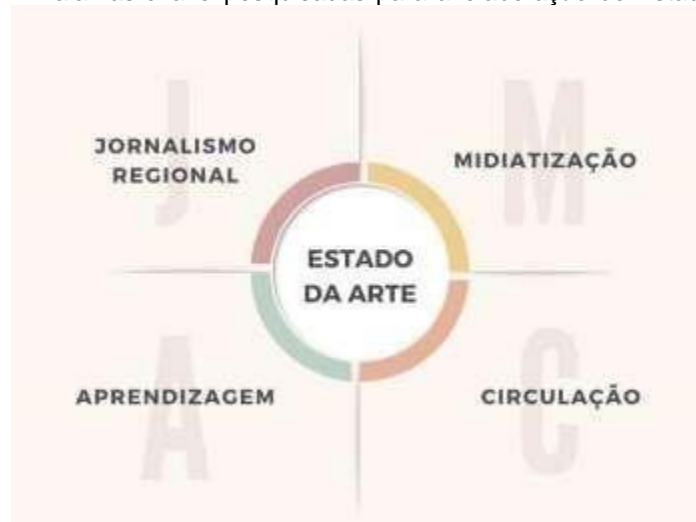 JORNALISMO
REGIONAL
J
MIDIATIZAÇÃO
M
ESTADO
DA ARTE
APRENDIZAGEM
A
CIRCULAÇÃO
C